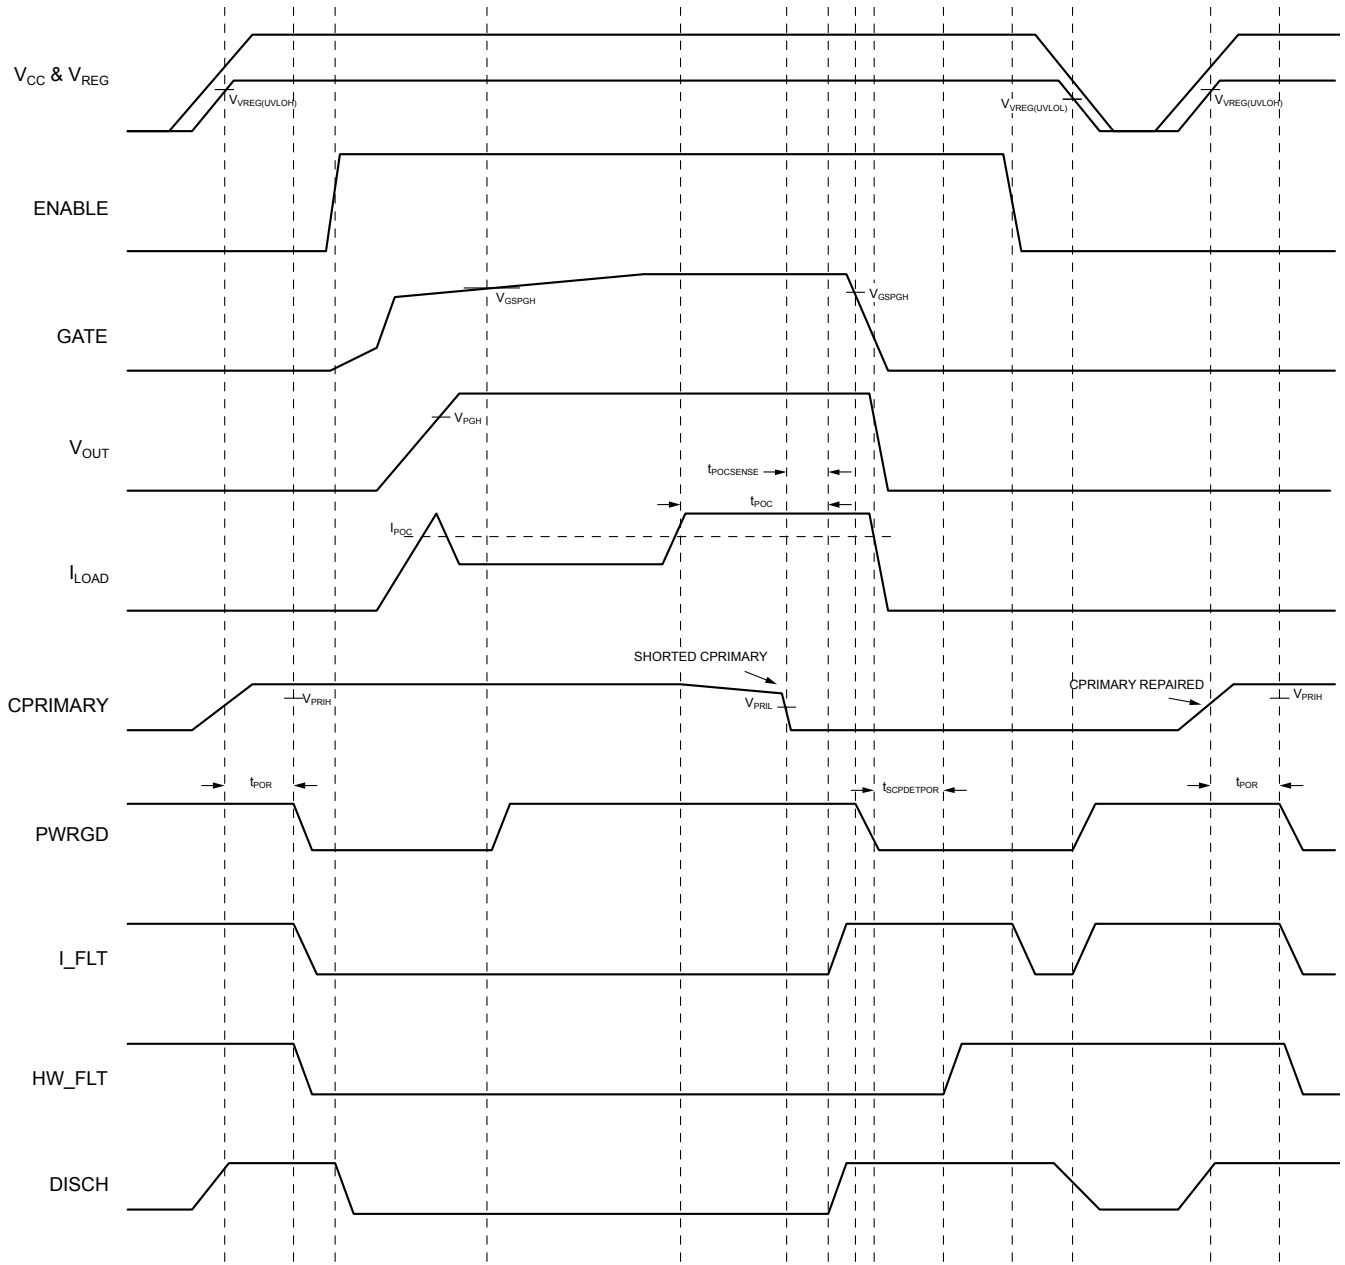 VCC & VREG
VVREG(UVLOH)
VVREG(UVLOL)
VVREG(UVLOH)
ENABLE
GATE
VGSPGH
VGSPGH
VOUT
VPGH
tPOCSENSE
tPOC
IPOC
ILOAD
SHORTED CPRIMARY
CPRIMARY REPAIRED
CPRIMARY
VPRIH
VPRIL
VPRIH
tPOR
tSCPDETPOR
tPOR
PWRGD
I_FLT
HW_FLT
DISCH